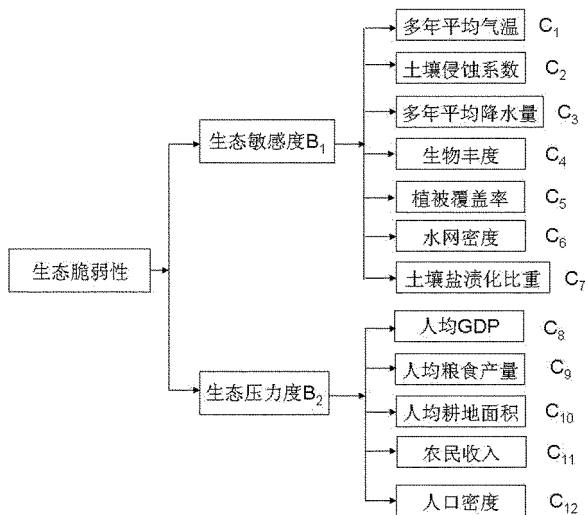 多年平均气温 C1
土壤侵蚀系数 C2
多年平均降水量 C3
生态敏感度B1
生物丰度 C4
植被覆盖率 C5
水网密度 C6
生态脆弱性
土壤盐渍化比重 C7
人均GDP C8
人均粮食产量 C9
生态压力度B2
人均耕地面积 C10
农民收入 C11
人口密度 C12